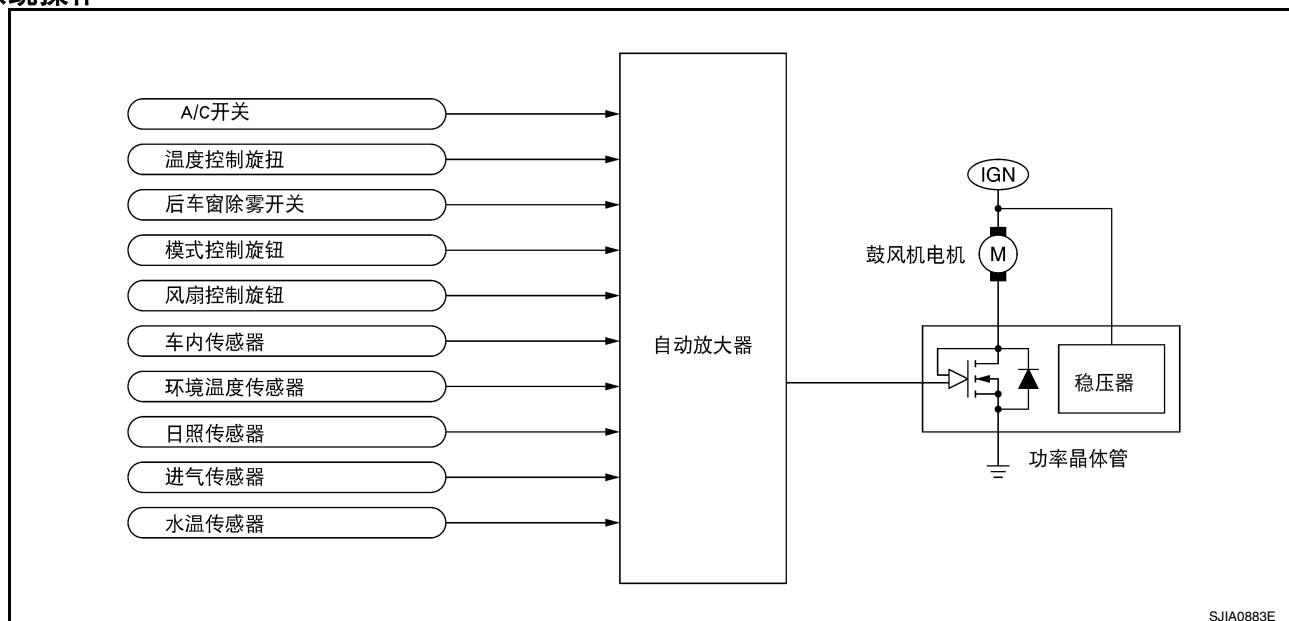 A/C开关
温度控制旋扭
后车窗除雾开关
模式控制旋钮
风扇控制旋钮
车内传感器
环境温度传感器
日照传感器
进气传感器
水温传感器
自动放大器
IGN
鼓风机电机
M
稳压器
功率晶体管
SJIA0883E